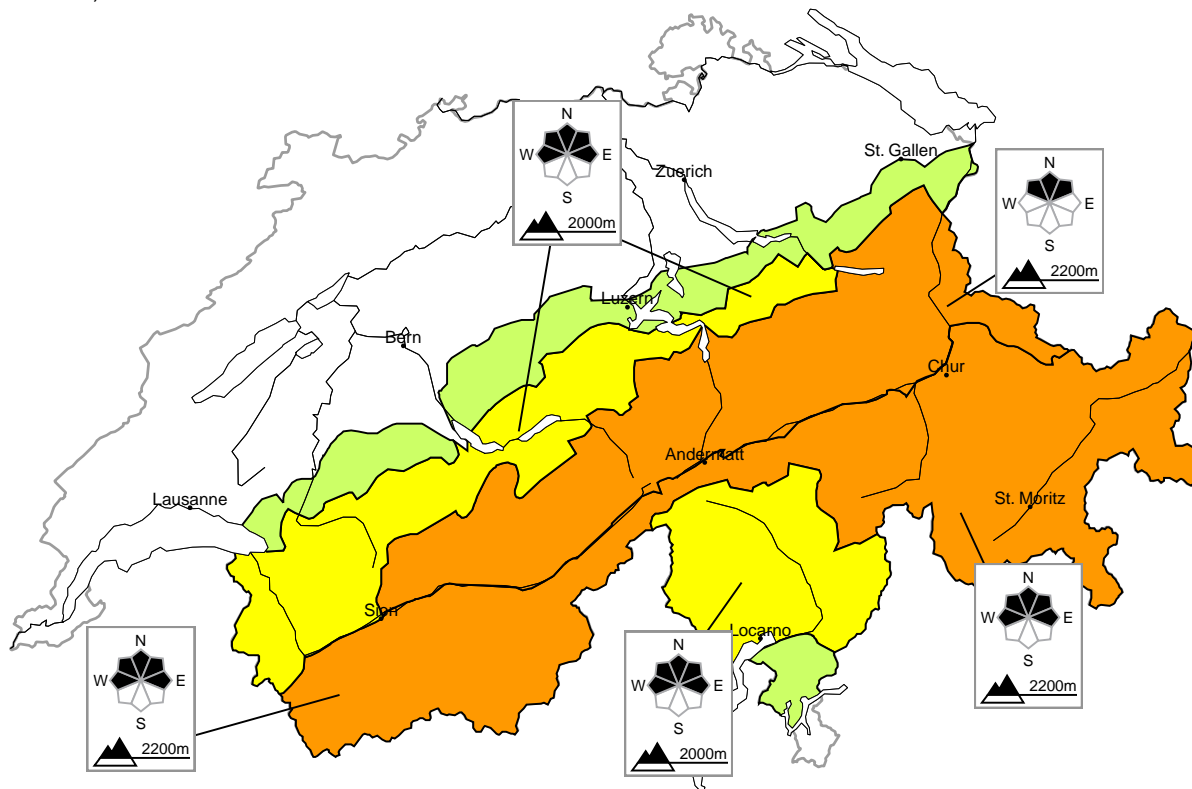 N
W E
S
2000m
St. Gallen
Zuerich
N
W E
S
2200m
Luzern
Bern
Chur
Andermatt
Lausanne
St. Moritz
N
W E
S
2200m
Sion
Locarno
N
W E
S
2200m
N
W E
S
2000m